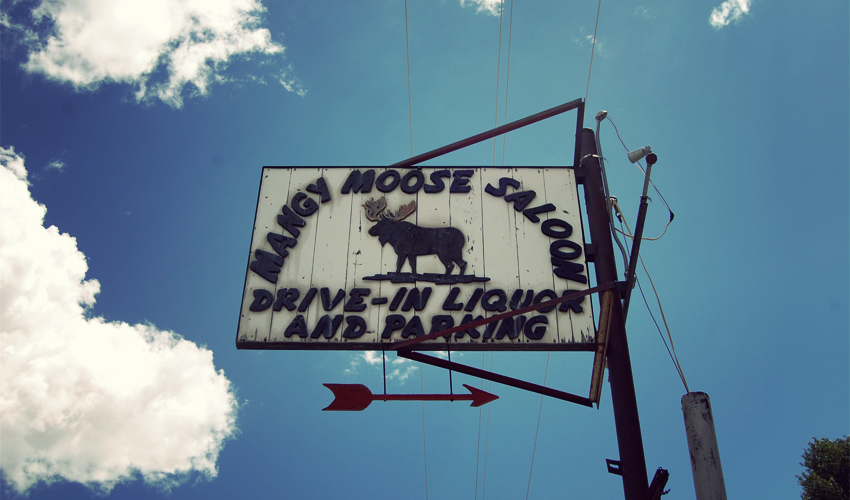 MANGY MOOSE SALOON
DRIVE-IN LIQUOR
AND PARKING